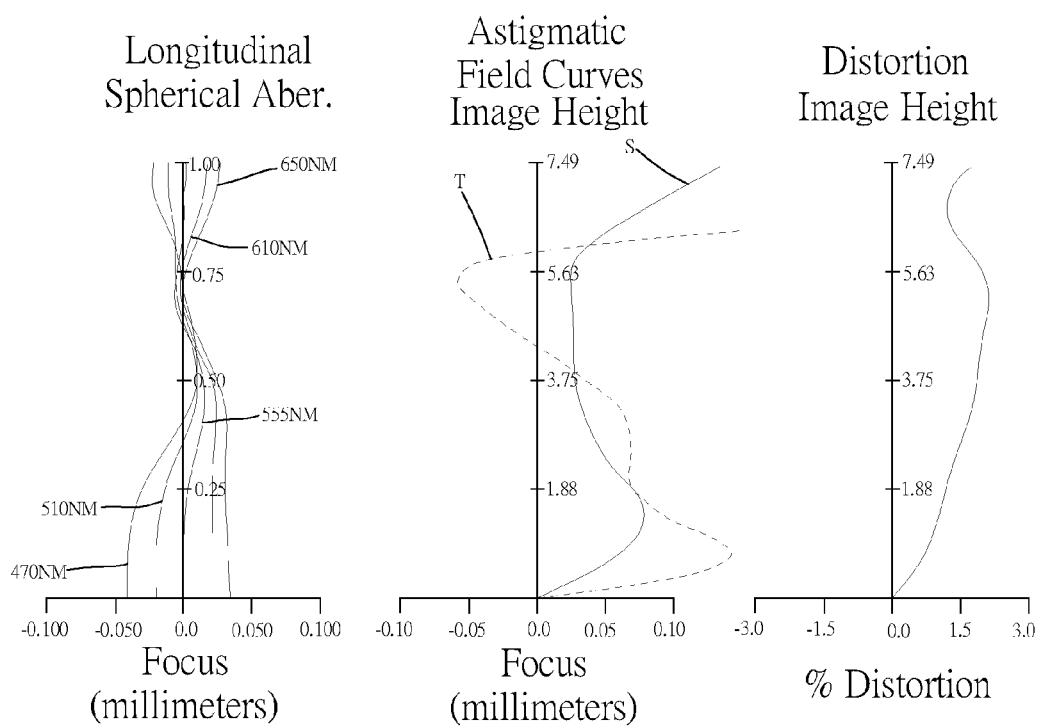 Longitudinal
Spherical Aber.
1.00
650NM
610NM
0.75
0.50
555NM
0.25
510NM
470NM
-0.100
-0.050
0.0
0.050
0.100
Focus
(millimeters)
Astigmatic
Field Curves
Image Height
S
7.49
T
5.63
3.75
1.88
-0.10
0.0
0.05
0.10
Focus
(millimeters)
Distortion
Image Height
7.49
5.63
3.75
1.88
-3.0
-1.5
0.0
1.5
3.0
% Distortion